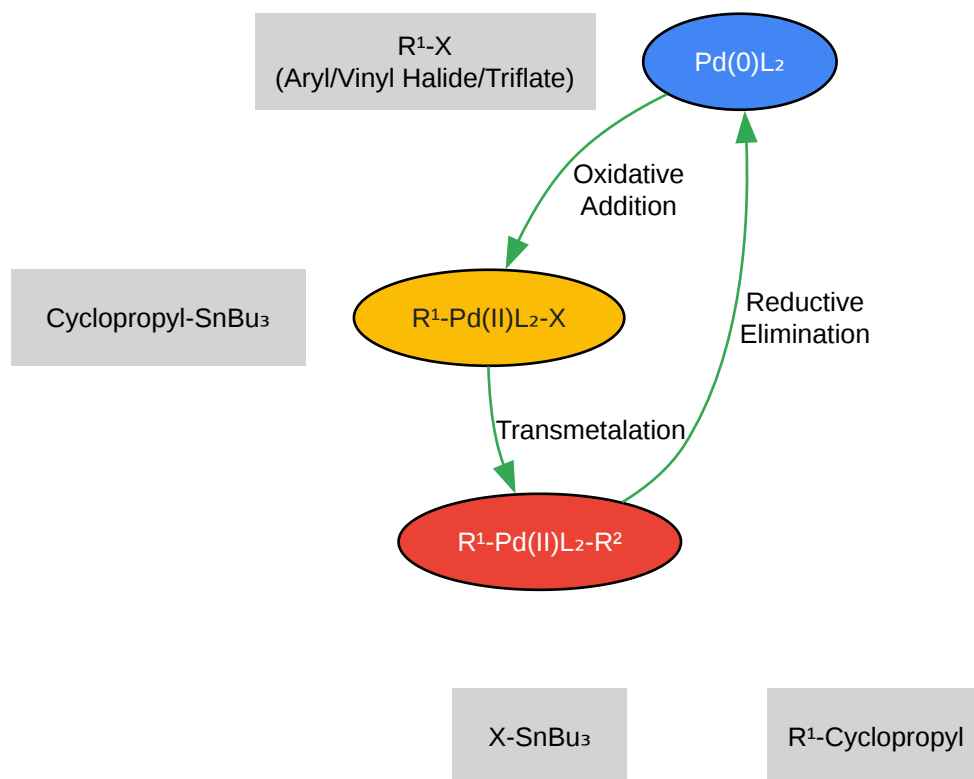 R¹-X
(Aryl/Vinyl Halide/Triflate)
Pd(0)L₂
Oxidative
Addition
Cyclopropyl-SnBu₃
R¹-Pd(II)L₂-X
Reductive
Elimination
Transmetalation
R¹-Pd(II)L₂-R²
X-SnBu₃
R¹-Cyclopropyl